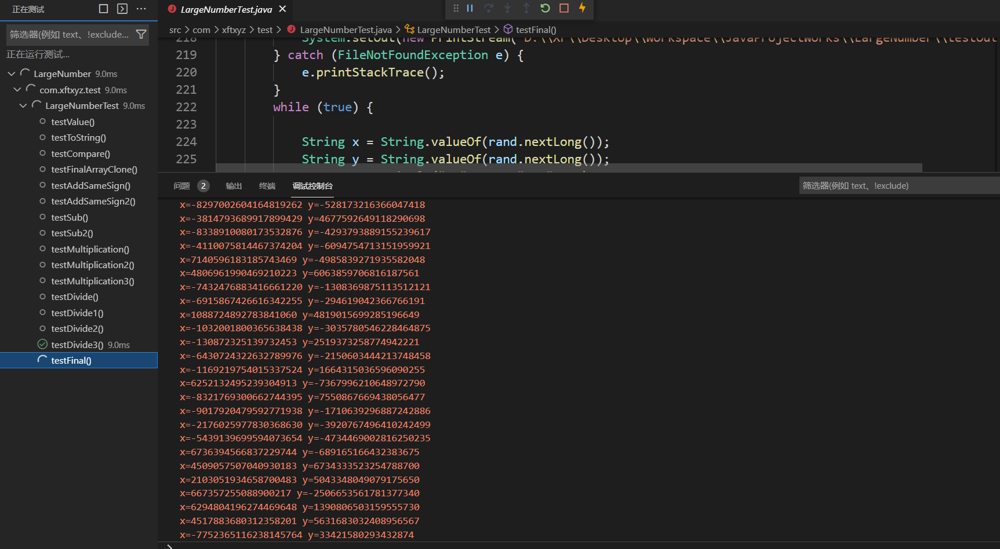 正在测试
筛选器(例如 text、!exclude...
正在运行测试...
LargeNumber 9.0ms
com.xftxyz.test 9.0ms
LargeNumberTest 9.0ms
testValue()
testToString()
testCompare()
testFinalArrayClone()
testAddSameSign()
testAddSameSign2()
testSub()
testSub2()
testMultiplication()
testMultiplication2()
testMultiplication3()
testDivide()
testDivide1()
testDivide2()
testDivide3() 9.0ms
testFinal()
LargeNumberTest.java
src > com > xftxyz > test > LargeNumberTest.java > LargeNumberTest > testFinal()
218 System.setOut(new PrintStream("D:\\XF\\Desktop\\Workspace\\JavaProjectWorks\\LargeNumber\\testOut
219 } catch (FileNotFoundException e) {
220 e.printStackTrace();
221 }
222 while (true) {
223
224 String x = String.valueOf(rand.nextLong());
225 String y = String.valueOf(rand.nextLong());
问题 2 输出 终端 调试控制台
筛选器(例如 text、!exclude)
x=-8297002604164819262 y=-528173216366047418
x=-3814793689917899429 y=4677592649118290698
x=-8338910080173532876 y=-4293793889155239617
x=-4110075814467374204 y=-6094754713151959921
x=7140596183185743469 y=-4985839271935582048
x=4806961990469210223 y=6063859706816187561
x=-7432476883416661220 y=-1308369875113512121
x=-6915867426616342255 y=-294619042366766191
x=1088724892783841060 y=4819015699285196649
x=-1032001800365638438 y=-3035780546228464875
x=-130872325139732453 y=2519373258774942221
x=-6430724322632789976 y=-2150603444213748458
x=-1169219754015337524 y=1664315036596090255
x=6252132495239304913 y=-7367996210648972790
x=-8321769300662744395 y=7550867669438056477
x=-9017920479592771938 y=-1710639296887242886
x=-2176025977830368630 y=-3920767496410242499
x=-5439139699594073654 y=-4734469002816250235
x=6736394566837229744 y=-689165166432383675
x=4509057507040930183 y=6734333523254788700
x=2103051934658700483 y=5043348049079175650
x=667357255088900217 y=-2506653561781377340
x=6294804196274469648 y=1390806503159555730
x=4517883680312358201 y=5631683032408956567
x=-7752365116238145764 y=33421580293432874